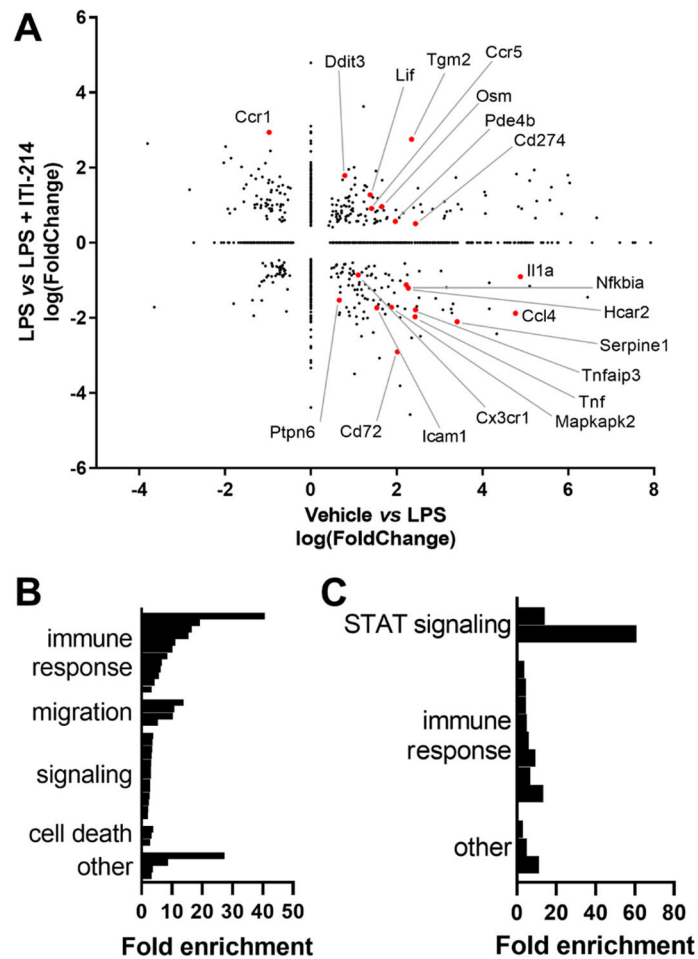 A
6
4
2
0
-2
-4
-6
LPS vs LPS + ITI-214
log(FoldChange)
Ddit3
Lif
Tgm2
Ccr5
Osm
Pde4b
Cd274
Ccr1
Il1a
Nfkbia
Hcar2
Ccl4
Serpine1
Tnfaip3
Tnf
Mapkapk2
Cx3cr1
Icam1
Cd72
Ptpn6
-4 -2 0 2 4 6 8
Vehicle vs LPS
log(FoldChange)
B
immune
response
migration
signaling
cell death
other
0 10 20 30 40 50
Fold enrichment
C
STAT signaling
immune
response
other
0 20 40 60 80
Fold enrichment